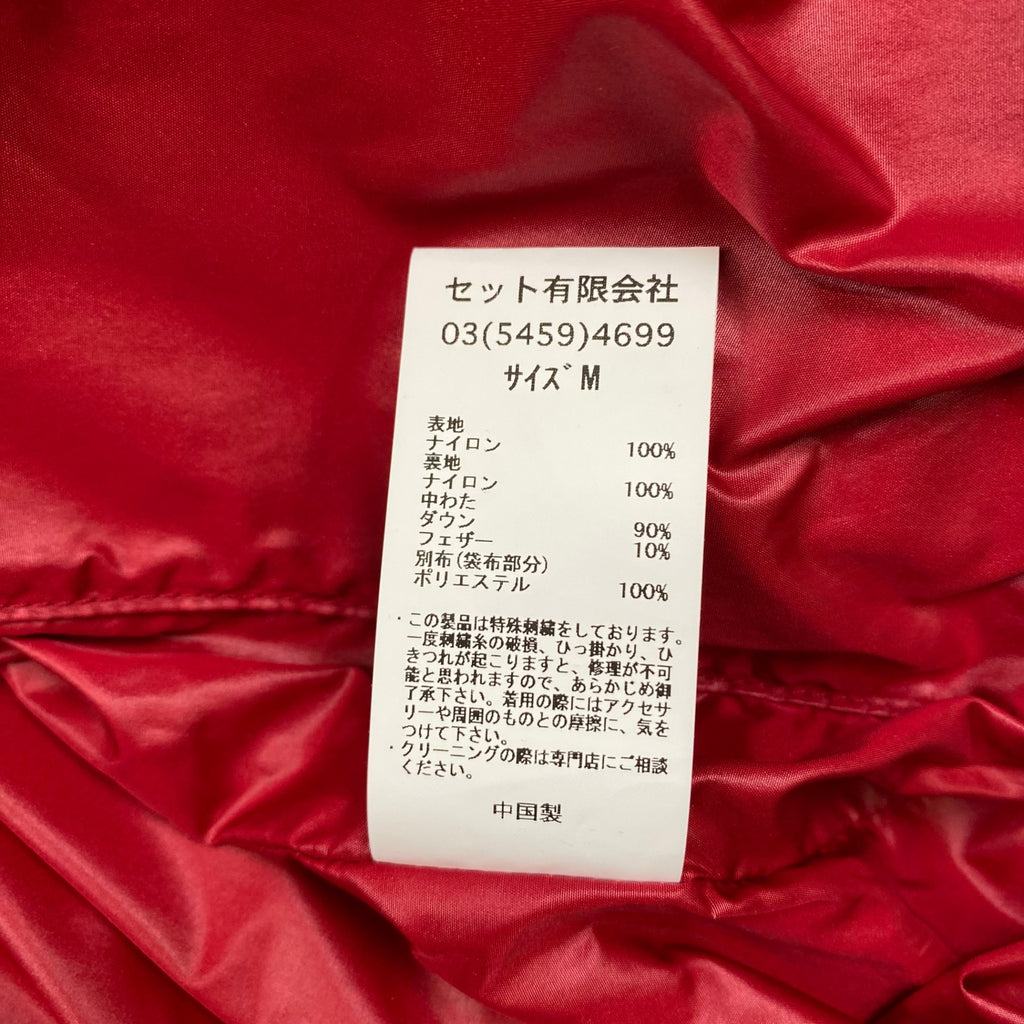 セット有限会社
03(5459)4699
サイズ M
表地
ナイロン 100%
裏地
ナイロン 100%
中わた
ダウン 90%
フェザー 10%
別布(袋布部分)
ポリエステル 100%
・この製品は特殊刺繍をしております。
一度刺繍糸の破損、ひっ掛かり、ひ
きつれが起こりますと、修理が不可
能と思われますので、あらかじめ御
了承下さい。着用の際にはアクセサ
リーや周囲のものとの摩擦に、気を
つけて下さい。
・クリーニングの際は専門店にご相談
ください。
中国製